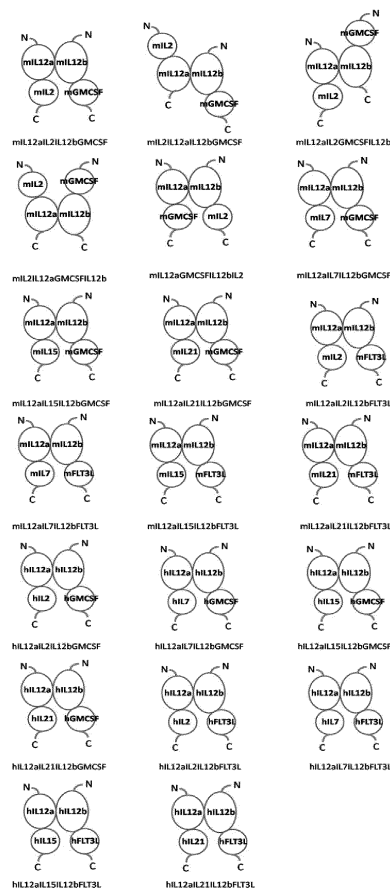 N N
mIL12a mIL12b
mIL2 mGMCSF
C C
mIL12aIL2IL12bGMCSF
N N
mIL2
mIL12a mIL12b
mGMCSF
C C
mIL2IL12aIL12bGMCSF
N
mGMCSF
N
mIL12a mIL12b
mIL2
C
C
mIL12aIL2GMCSFIL12b
N N
mIL2 mGMCSF
mIL12a mIL12b
C C
mIL2IL12aGMCSFIL12b
N N
mIL12a mIL12b
mGMCSF mIL2
C C
mIL12aGMCSFIL12bIL2
N N
mIL12a mIL12b
mIL7 mGMCSF
C C
mIL12aIL7IL12bGMCSF
N N
mIL12a mIL12b
mIL15 mGMCSF
C C
mIL12aIL15IL12bGMCSF
N N
mIL12a mIL12b
mIL21 mGMCSF
C C
mIL12aIL21IL12bGMCSF
N N
mIL12a mIL12b
mIL2 mFLT3L
C C
mIL12aIL2IL12bFLT3L
N N
mIL12a mIL12b
mIL7 mFLT3L
C C
mIL12aIL7IL12bFLT3L
N N
mIL12a mIL12b
mIL15 mFLT3L
C C
mIL12aIL15IL12bFLT3L
N N
mIL12a mIL12b
mIL21 mFLT3L
C C
mIL12aIL21IL12bFLT3L
N N
hIL12a hIL12b
hIL2 hGMCSF
C C
hIL12aIL2IL12bGMCSF
N N
hIL12a hIL12b
hIL7 hGMCSF
C C
hIL12aIL7IL12bGMCSF
N N
hIL12a hIL12b
hIL15 hGMCSF
C C
hIL12aIL15IL12bGMCSF
N N
hIL12a hIL12b
hIL21 hGMCSF
C C
hIL12aIL21IL12bGMCSF
N N
hIL12a hIL12b
hIL2 hFLT3L
C C
hIL12aIL2IL12bFLT3L
N N
hIL12a hIL12b
hIL7 hFLT3L
C C
hIL12aIL7IL12bFLT3L
N N
hIL12a hIL12b
hIL15 hFLT3L
C C
hIL12aIL15IL12bFLT3L
N N
hIL12a hIL12b
hIL21 hFLT3L
C C
hIL12aIL21IL12bFLT3L